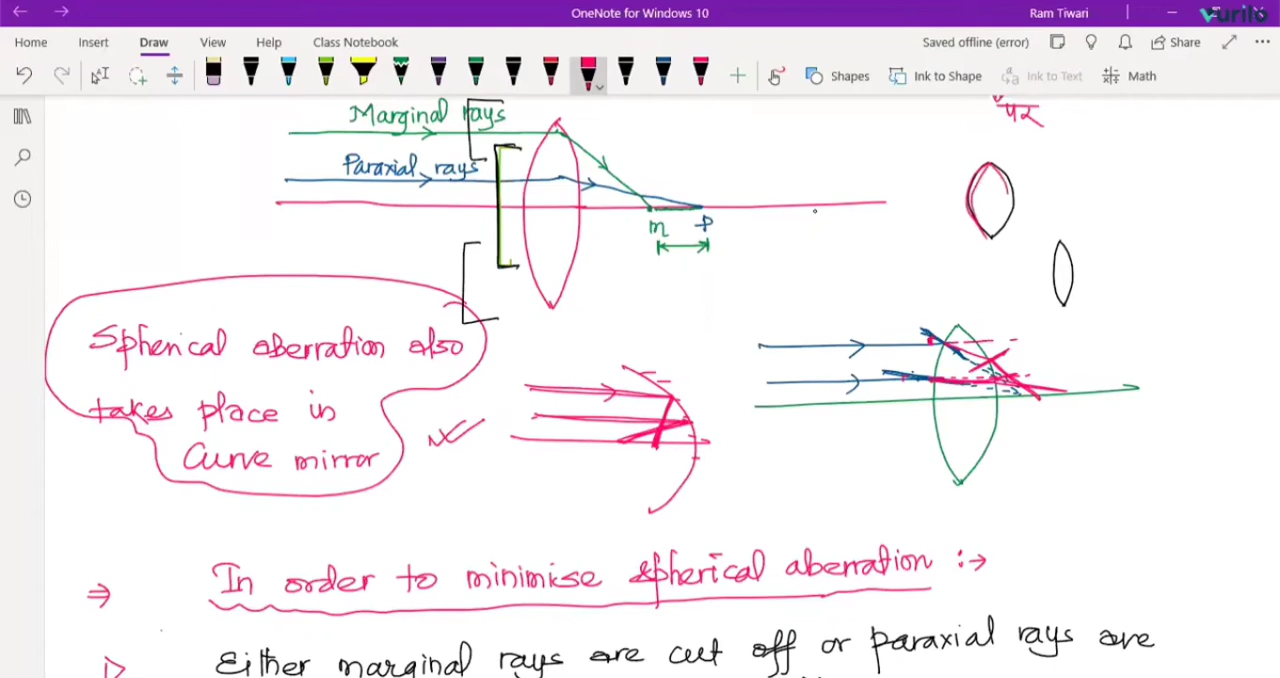 OneNote for Windows 10
Ram Tiwari
yurilo
Home Insert Draw View Help Class Notebook
Saved offline (error)
Share
Shapes
Ink to Shape
Ink to Text
Math
Marginal rays
Paraxial rays
m P
Spherical aberration also
takes place in
Curve mirror
⇒ In order to minimise spherical aberration :→
Either marginal rays are cut off or paraxial rays are